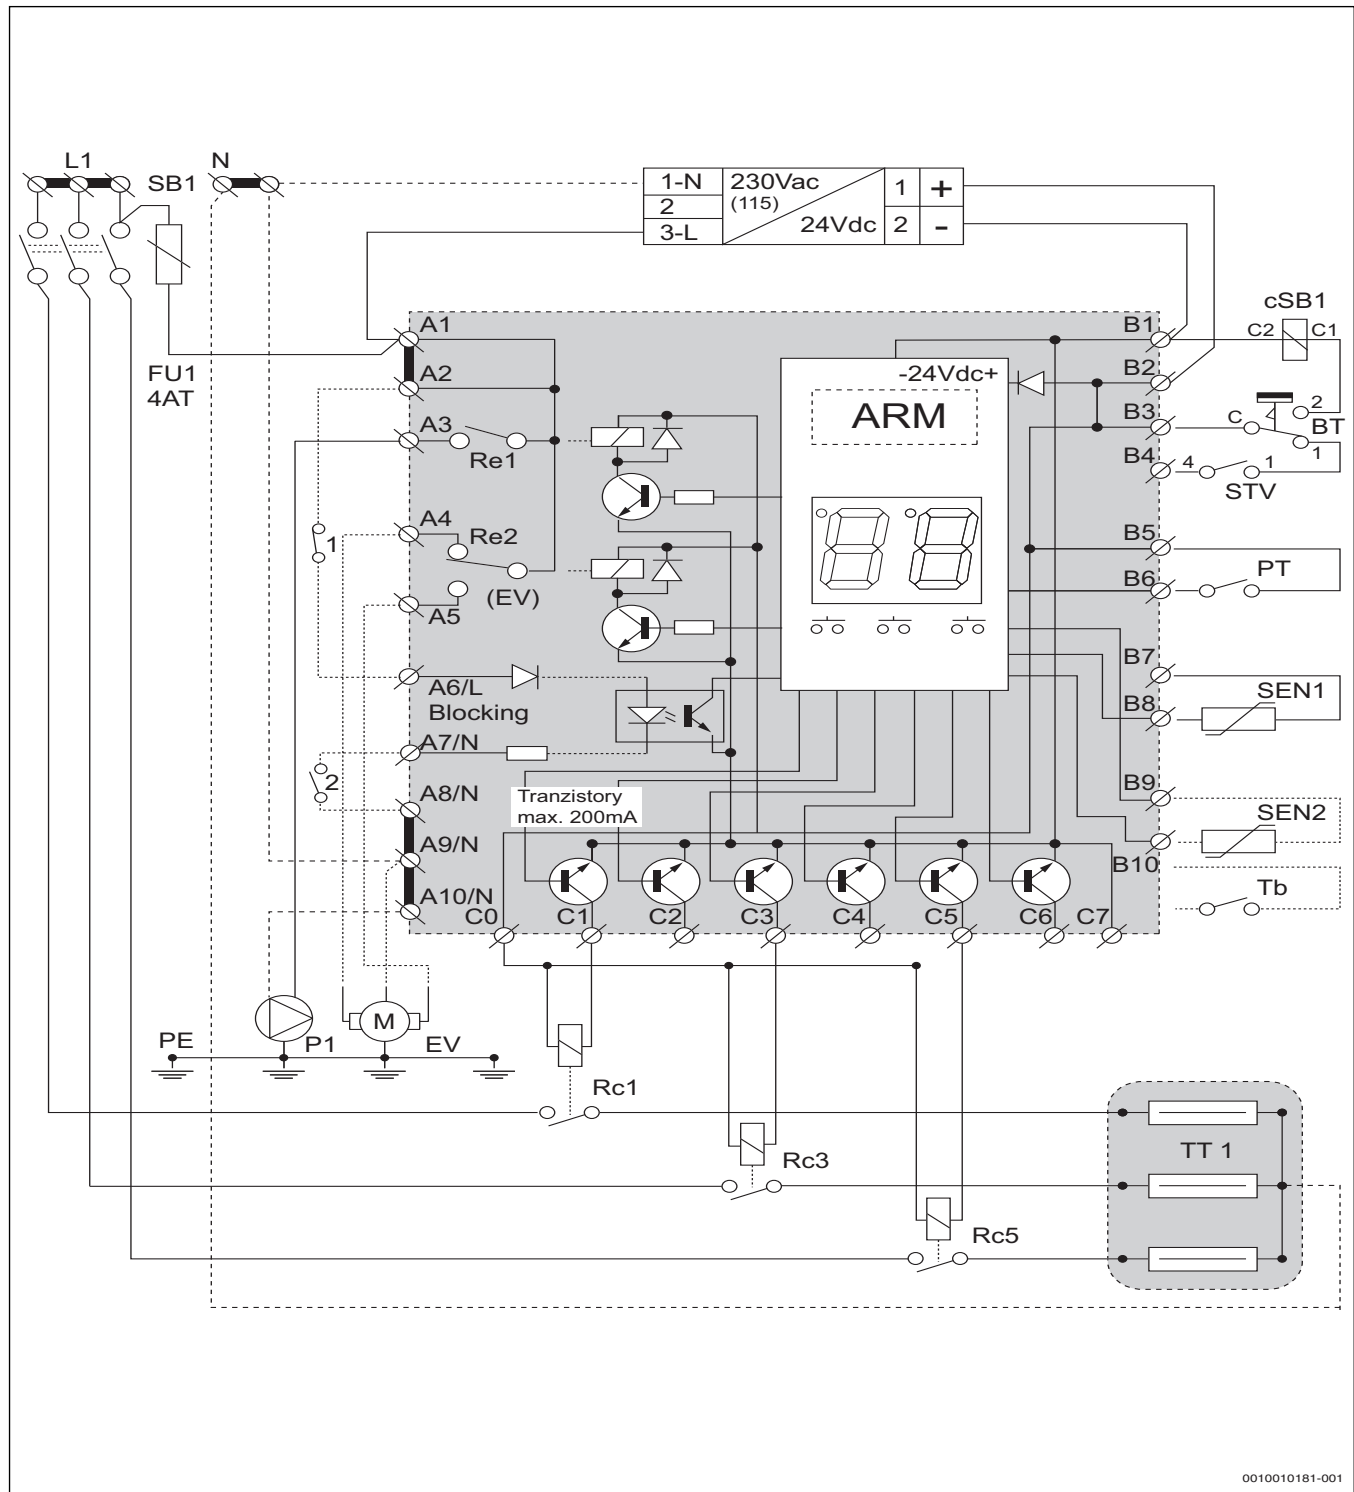 L1
N
SB1
1-N
230Vac
1
+
2
(115)
3-L
24Vdc
2
-
cSB1
A1
B1
C2
C1
FU1
4AT
A2
-24Vdc+
B2
ARM
2
A3
B3
C
BT
Re1
1
B4
4
1
STV
A4
Re2
B5
1
PT
(EV)
B6
A5
B7
A6/L
SEN1
Blocking
B8
A7/N
2
B9
A8/N
Tranzistory
max. 200mA
SEN2
A9/N
B10
A10/N
Tb
C0
C1
C2
C3
C4
C5
C6
C7
M
PE
P1
EV
Rc1
TT 1
Rc3
Rc5
0010010181-001